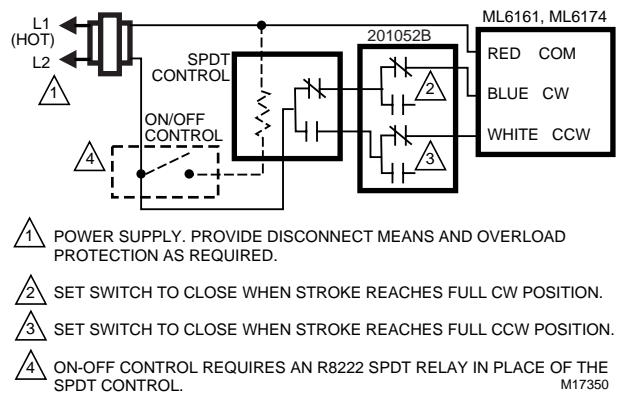 L1
(HOT)
L2
1
SPDT
CONTROL
ON/OFF
CONTROL
4
201052B
2
3
ML6161, ML6174
RED COM
BLUE CW
WHITE CCW
1 POWER SUPPLY. PROVIDE DISCONNECT MEANS AND OVERLOAD
PROTECTION AS REQUIRED.
2 SET SWITCH TO CLOSE WHEN STROKE REACHES FULL CW POSITION.
3 SET SWITCH TO CLOSE WHEN STROKE REACHES FULL CCW POSITION.
4 ON-OFF CONTROL REQUIRES AN R8222 SPDT RELAY IN PLACE OF THE
SPDT CONTROL.
M17350